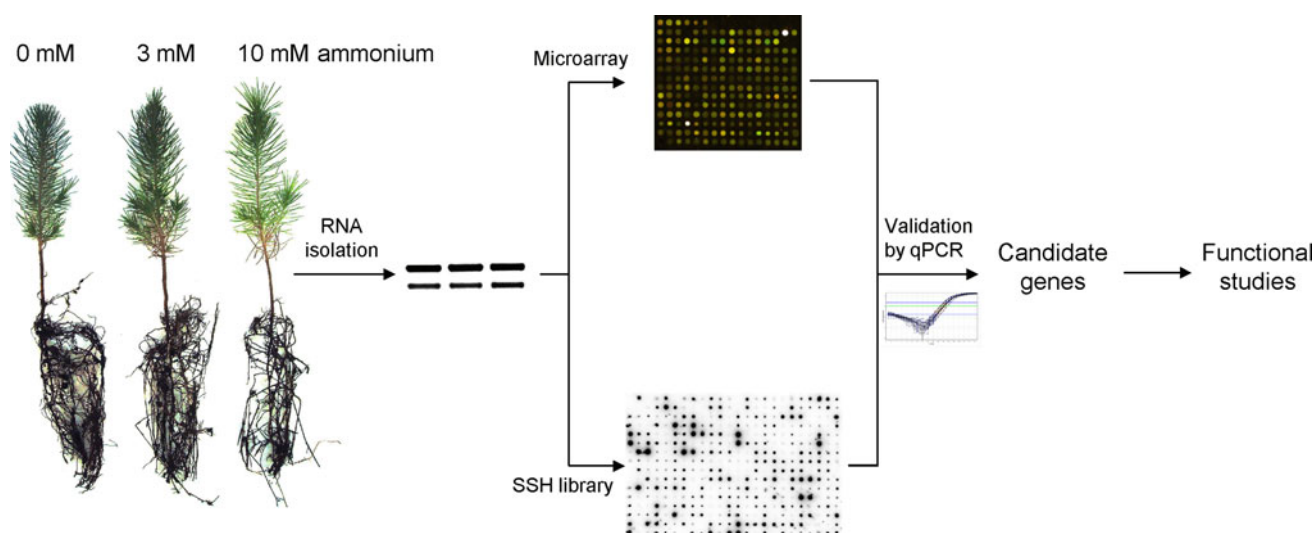 0 mM
3 mM
10 mM ammonium
RNA
isolation
Microarray
SSH library
Validation
by qPCR
Candidate
genes
Functional
studies